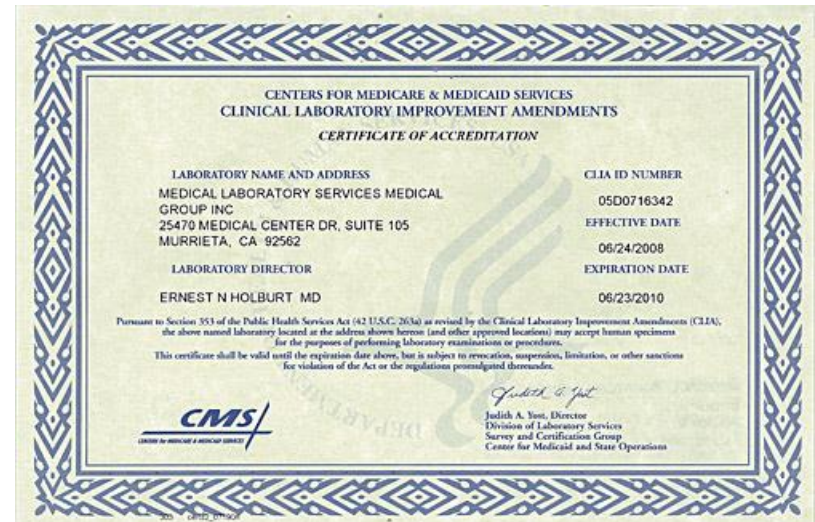 CENTERS FOR MEDICARE & MEDICAID SERVICES
CLINICAL LABORATORY IMPROVEMENT AMENDMENTS
CERTIFICATE OF ACCREDITATION
LABORATORY NAME AND ADDRESS
MEDICAL LABORATORY SERVICES MEDICAL
GROUP INC
25470 MEDICAL CENTER DR, SUITE 105
MURRIETA, CA 92562
LABORATORY DIRECTOR
ERNEST N HOLBURT MD
CLIA ID NUMBER
05D0716342
EFFECTIVE DATE
06/24/2008
EXPIRATION DATE
06/23/2010
Pursuant to Section 353 of the Public Health Services Act (42 U.S.C. 263a) as revised by the Clinical Laboratory Improvement Amendments (CLIA),
the above named laboratory located at the address shown hereon (and other approved locations) may accept human specimens
for the purposes of performing laboratory examinations or procedures.
This certificate shall be valid until the expiration date above, but is subject to revocation, suspension, limitation, or other sanctions
for violation of the Act or the regulations promulgated thereunder.
Judith A. Yost
Judith A. Yost, Director
Division of Laboratory Services
Survey and Certification Group
Center for Medicaid and State Operations
CMS
CENTERS for MEDICARE & MEDICAID SERVICES